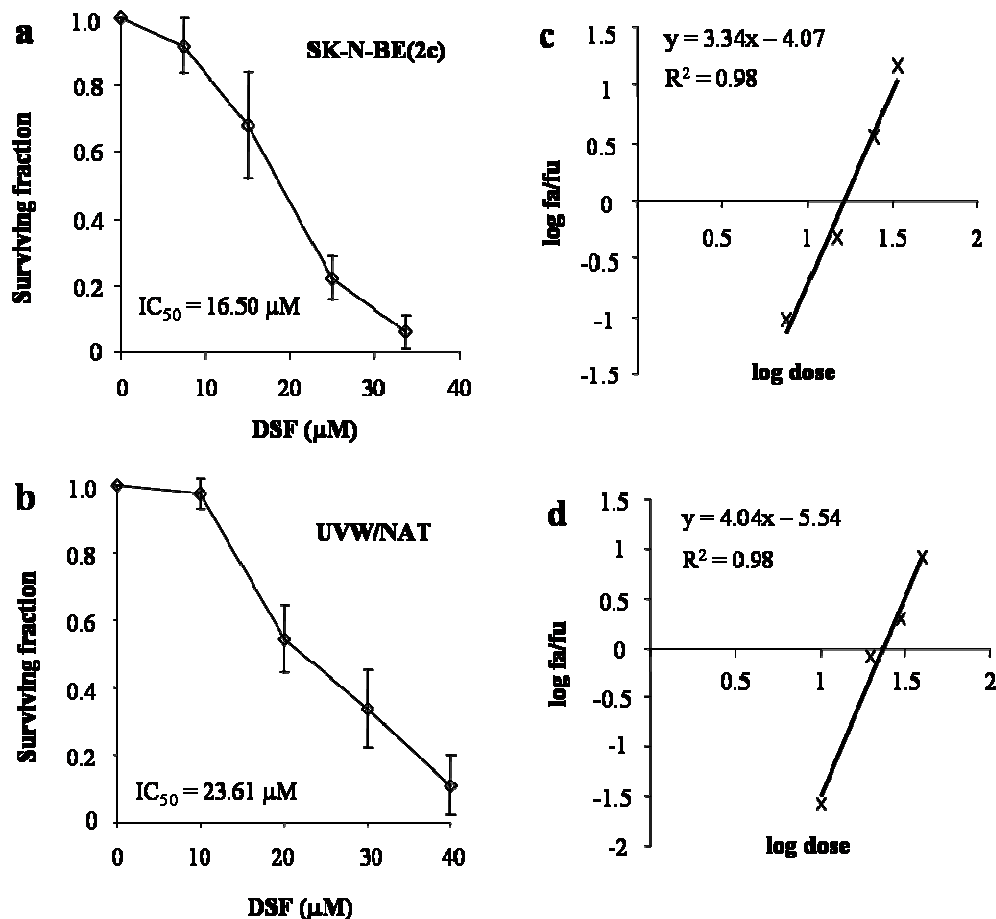 a
SK-N-BE(2c)
1.0
0.8
0.6
0.4
0.2
0
Surviving fraction
IC50 = 16.50 μM
0 10 20 30 40
DSF (μM)
c
y = 3.34x – 4.07
R² = 0.98
1.5
1
0.5
0
-0.5
-1
-1.5
log fa/fu
0.5 1 1.5 2
log dose
b
UVW/NAT
1.0
0.8
0.6
0.4
0.2
0
Surviving fraction
IC50 = 23.61 μM
0 10 20 30 40
DSF (μM)
d
y = 4.04x – 5.54
R² = 0.98
1.5
1
0.5
0
-0.5
-1
-1.5
-2
log fa/fu
0.5 1 1.5 2
log dose